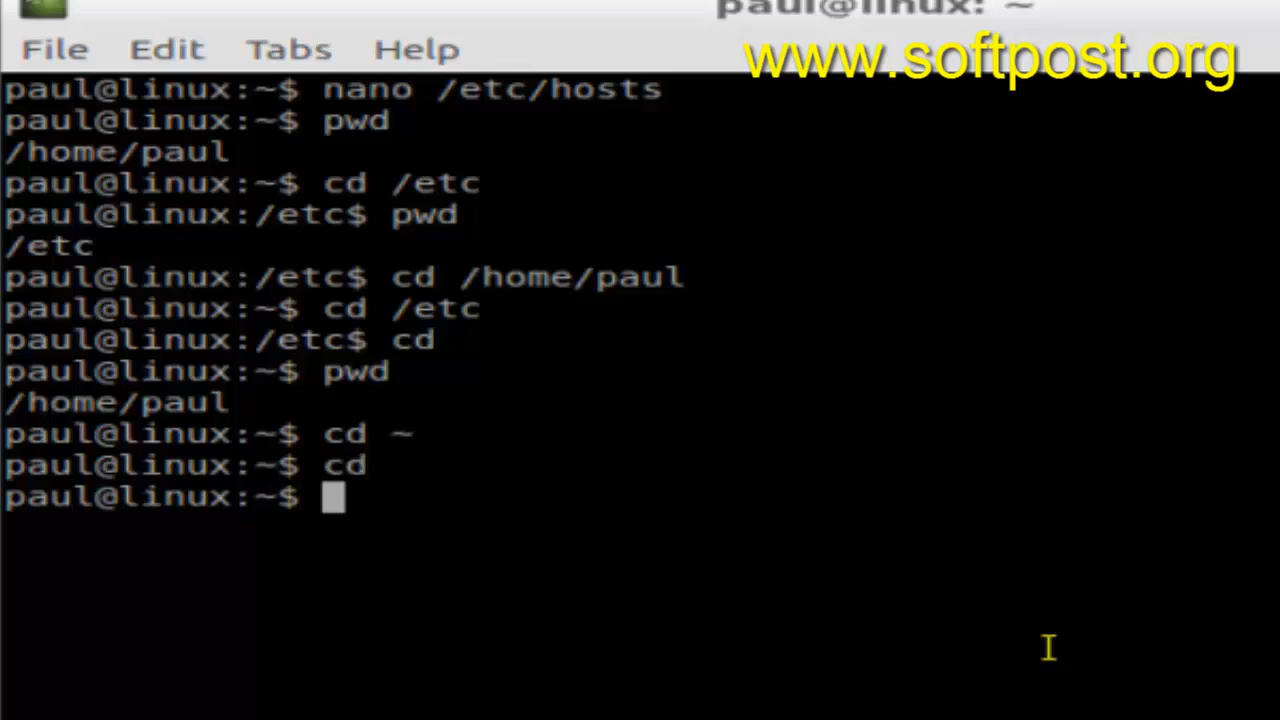 paul@linux: ~
File Edit Tabs Help
www.softpost.org
paul@linux:~$ nano /etc/hosts
paul@linux:~$ pwd
/home/paul
paul@linux:~$ cd /etc
paul@linux:/etc$ pwd
/etc
paul@linux:/etc$ cd /home/paul
paul@linux:~$ cd /etc
paul@linux:/etc$ cd
paul@linux:~$ pwd
/home/paul
paul@linux:~$ cd ~
paul@linux:~$ cd
paul@linux:~$